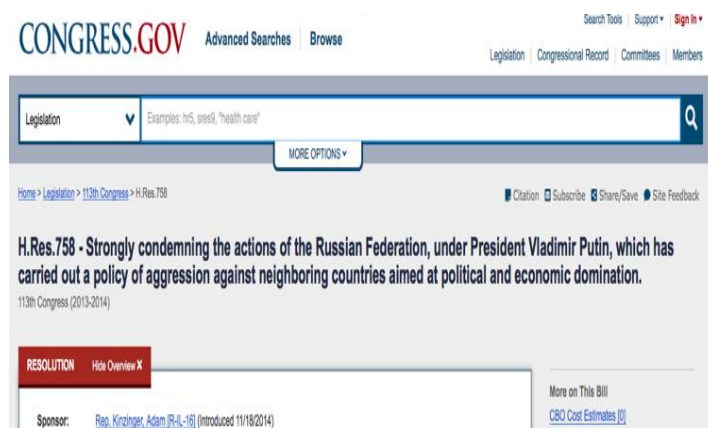 CONGRESS.GOV Advanced Searches Browse
Search Tools Support Sign In
Legislation Congressional Record Committees Members
Legislation Examples: hr5, sres9, "health care"
MORE OPTIONS
Home > Legislation > 113th Congress > H.Res.758
Citation Subscribe Share/Save Site Feedback
H.Res.758 - Strongly condemning the actions of the Russian Federation, under President Vladimir Putin, which has
carried out a policy of aggression against neighboring countries aimed at political and economic domination.
113th Congress (2013-2014)
RESOLUTION Hide Overview X
Sponsor: Rep. Kinzinger, Adam [R-IL-16] (Introduced 11/18/2014)
More on This Bill
CBO Cost Estimates [0]